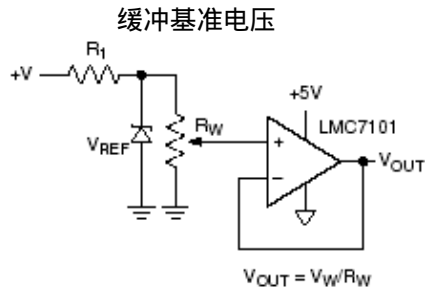 缓冲基准电压
R1
+V
+5V
LMC7101
RW
VREF
+
−
VOUT
VOUT = VW/RW